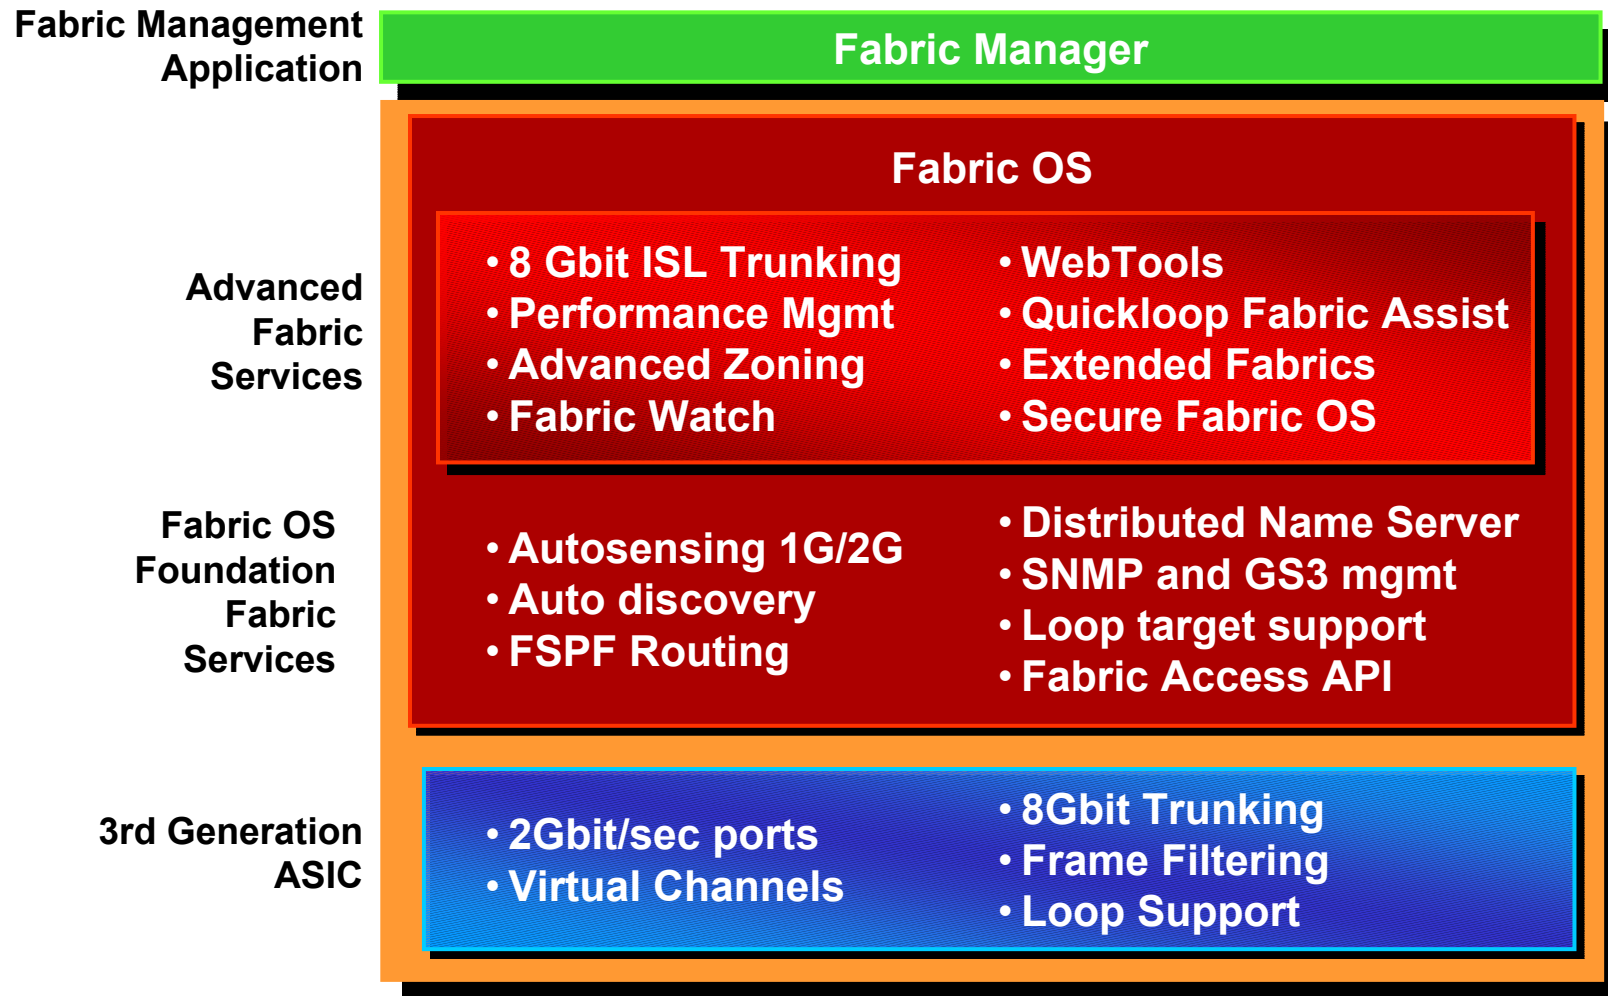 Fabric Management
Application
Fabric Manager
Fabric OS
Advanced
Fabric
Services
• 8 Gbit ISL Trunking
• Performance Mgmt
• Advanced Zoning
• Fabric Watch
• WebTools
• Quickloop Fabric Assist
• Extended Fabrics
• Secure Fabric OS
Fabric OS
Foundation
Fabric
Services
• Autosensing 1G/2G
• Auto discovery
• FSPF Routing
• Distributed Name Server
• SNMP and GS3 mgmt
• Loop target support
• Fabric Access API
3rd Generation
ASIC
• 2Gbit/sec ports
• Virtual Channels
• 8Gbit Trunking
• Frame Filtering
• Loop Support